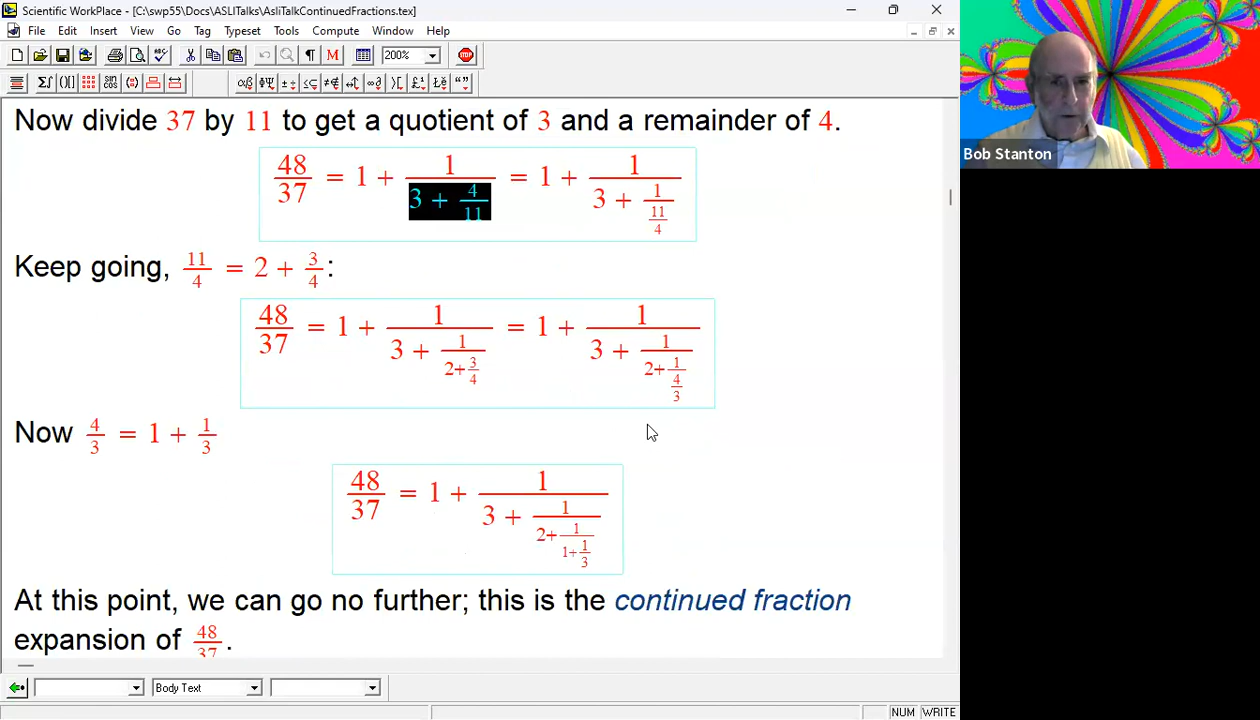 Scientific WorkPlace - [C:\swp55\Docs\ASLITalks\AsliTalkContinuedFractions.tex]
File Edit Insert View Go Tag Typeset Tools Compute Window Help
200%
STOP
Now divide 37 by 11 to get a quotient of 3 and a remainder of 4.
48/37 = 1 + 1/(3 + 4/11) = 1 + 1/(3 + 1/(11/4))
Keep going, 11/4 = 2 + 3/4:
48/37 = 1 + 1/(3 + 1/(2+3/4)) = 1 + 1/(3 + 1/(2+1/(4/3)))
Now 4/3 = 1 + 1/3
48/37 = 1 + 1/(3 + 1/(2+1/(1+1/3)))
At this point, we can go no further; this is the continued fraction
expansion of 48/37.
Body Text
NUM WRITE
Bob Stanton